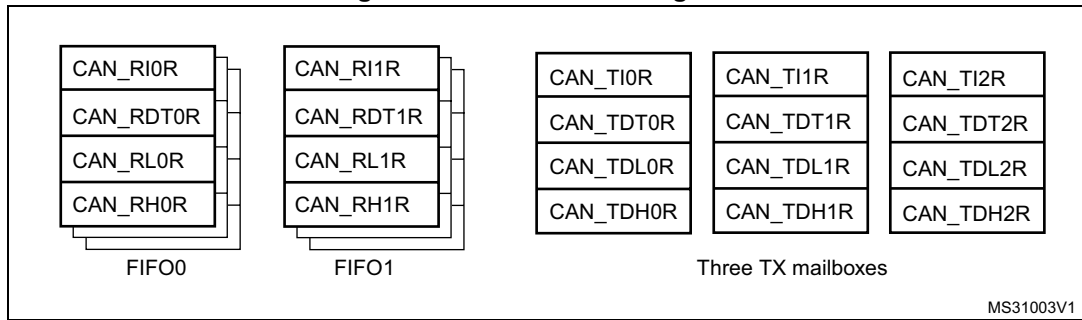 CAN_RI0R
CAN_RDT0R
CAN_RL0R
CAN_RH0R
FIFO0
CAN_RI1R
CAN_RDT1R
CAN_RL1R
CAN_RH1R
FIFO1
CAN_TI0R
CAN_TDT0R
CAN_TDL0R
CAN_TDH0R
CAN_TI1R
CAN_TDT1R
CAN_TDL1R
CAN_TDH1R
CAN_TI2R
CAN_TDT2R
CAN_TDL2R
CAN_TDH2R
Three TX mailboxes
MS31003V1